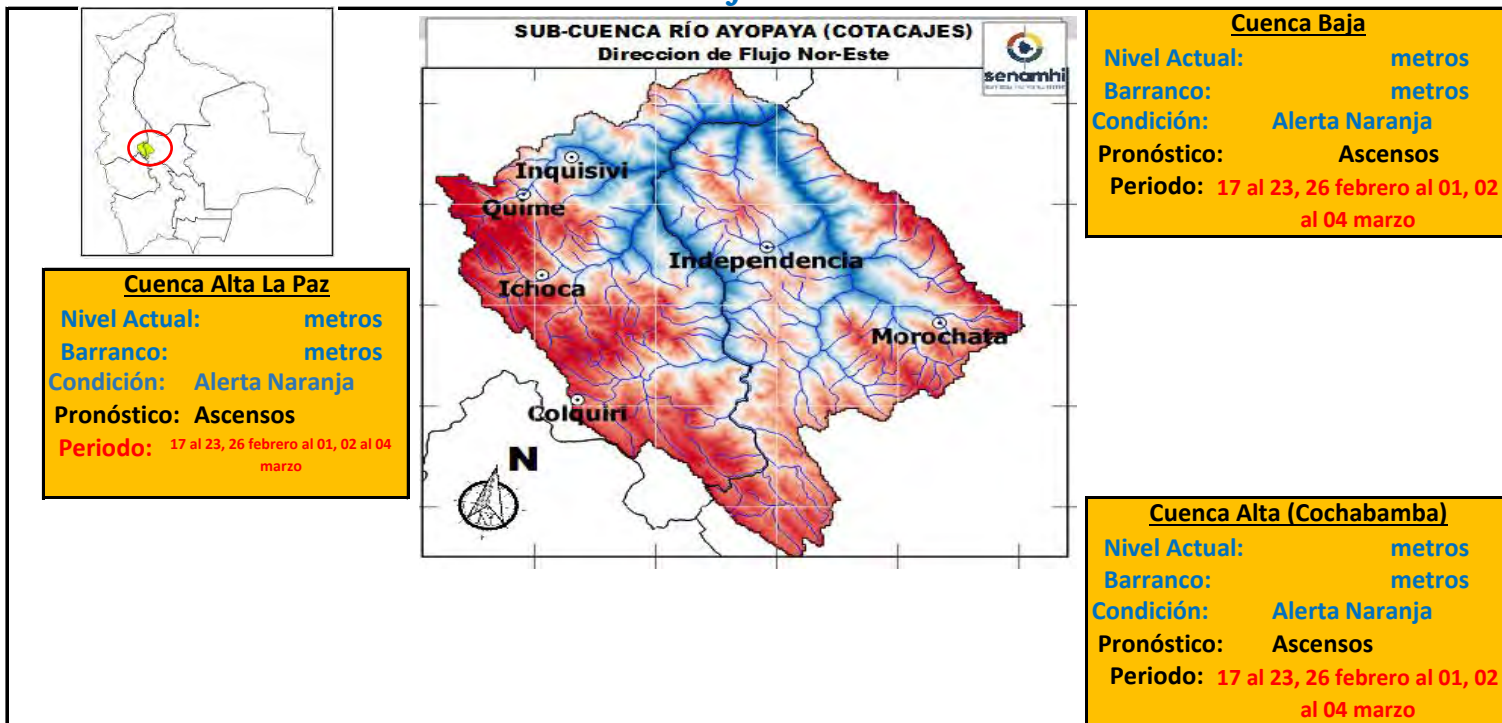 SUB-CUENCA RÍO AYOPAYA (COTACAJES)
Direccion de Flujo Nor-Este
senamhi
Inquisivi
Quime
Independencia
Ichoca
Morochata
Colquiri
N
Cuenca Alta La Paz
Nivel Actual: metros
Barranco: metros
Condición: Alerta Naranja
Pronóstico: Ascensos
Periodo: 17 al 23, 26 febrero al 01, 02 al 04
marzo
Cuenca Baja
Nivel Actual: metros
Barranco: metros
Condición: Alerta Naranja
Pronóstico: Ascensos
Periodo: 17 al 23, 26 febrero al 01, 02
al 04 marzo
Cuenca Alta (Cochabamba)
Nivel Actual: metros
Barranco: metros
Condición: Alerta Naranja
Pronóstico: Ascensos
Periodo: 17 al 23, 26 febrero al 01, 02
al 04 marzo